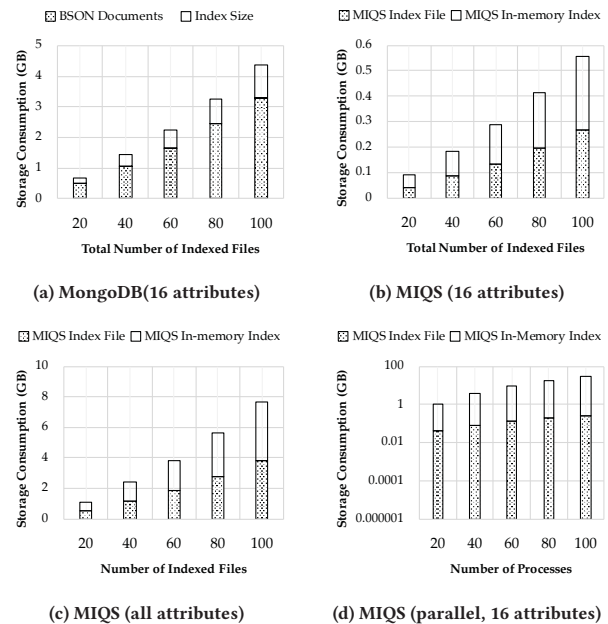 BSON Documents Index Size
Storage Consumption (GB)
5
4
3
2
1
0
20 40 60 80 100
Total Number of Indexed Files
(a) MongoDB(16 attributes)
MIQS Index File MIQS In-memory Index
Storage Consumption (GB)
0.6
0.5
0.4
0.3
0.2
0.1
0
20 40 60 80 100
Total Number of Indexed Files
(b) MIQS (16 attributes)
MIQS Index File MIQS In-memory Index
Storage Consumption (GB)
10
8
6
4
2
0
20 40 60 80 100
Number of Indexed Files
(c) MIQS (all attributes)
MIQS Index File MIQS In-Memory Index
Storage Consumption (GB)
100
1
0.01
0.0001
0.000001
20 40 60 80 100
Number of Processes
(d) MIQS (parallel, 16 attributes)